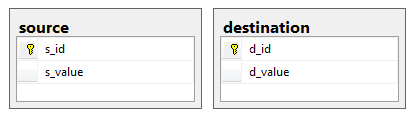 source
s_id
s_value
destination
d_id
d_value